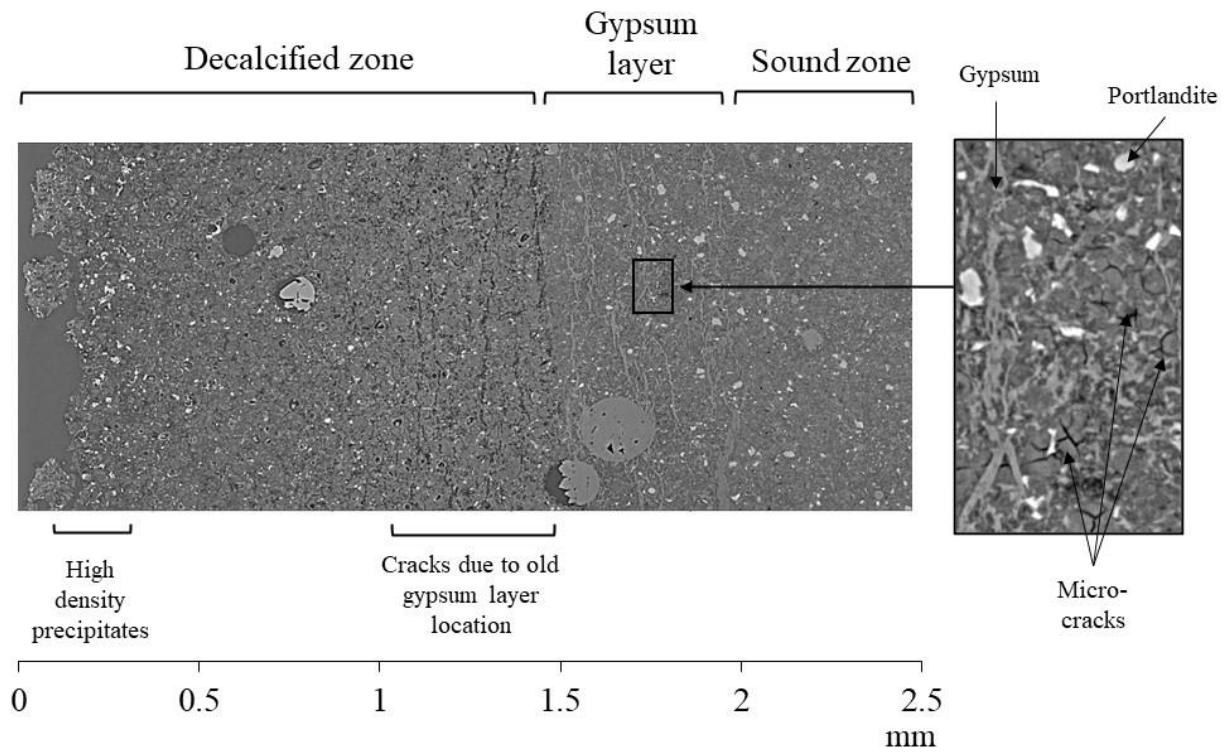 Decalcified zone
Gypsum
layer
Sound zone
Gypsum
Portlandite
High
density
precipitates
Cracks due to old
gypsum layer
location
Micro-
cracks
0
0.5
1
1.5
2
2.5
mm